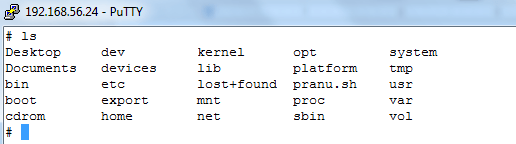 192.168.56.24 - PuTTY
# ls
Desktop dev kernel opt system
Documents devices lib platform tmp
bin etc lost+found pranu.sh usr
boot export mnt proc var
cdrom home net sbin vol
#